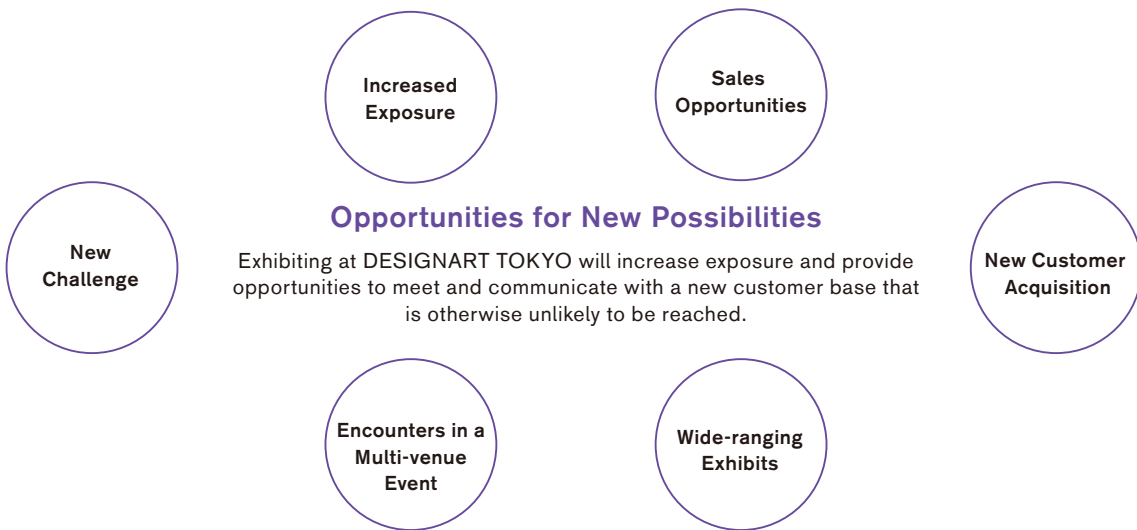 Increased
Exposure
Sales
Opportunities
Opportunities for New Possibilities
New
Challenge
Exhibiting at DESIGNART TOKYO will increase exposure and provide
opportunities to meet and communicate with a new customer base that
is otherwise unlikely to be reached.
New Customer
Acquisition
Encounters in a
Multi-venue
Event
Wide-ranging
Exhibits